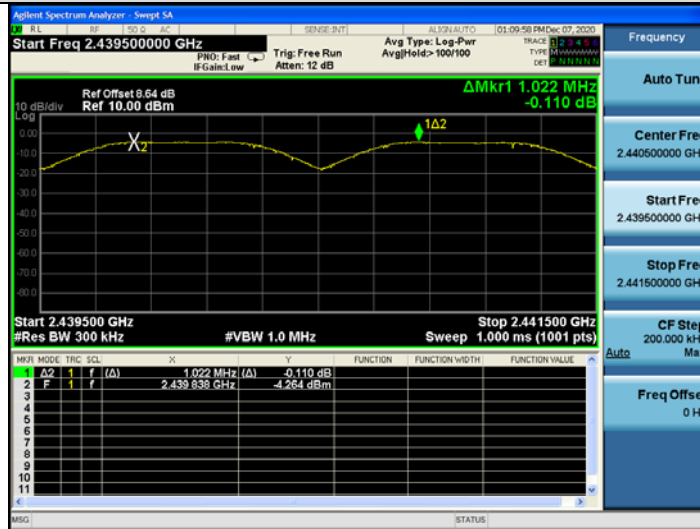 Agilent Spectrum Analyzer - Swept SA
RL RF 50 Ω AC SENSE:INT ALIGN AUTO 01:09:58 PM Dec 07, 2020
Start Freq 2.439500000 GHz
PNO: Fast
IFGain:Low
Trig: Free Run
Atten: 12 dB
Avg Type: Log-Pwr
Avg|Hold:> 100/100
TRACE 1 2 3 4 5 6
TYPE M
DET P N N N N N
Ref Offset 8.64 dB
10 dB/div Ref 10.00 dBm
Log
ΔMkr1 1.022 MHz
-0.110 dB
0.00
-10.0
-20.0
-30.0
-40.0
-50.0
-60.0
-70.0
-80.0
X2
1Δ2
Start 2.439500 GHz Stop 2.441500 GHz
#Res BW 300 kHz #VBW 1.0 MHz Sweep 1.000 ms (1001 pts)
MKR MODE TRC SCL X Y FUNCTION FUNCTION WIDTH FUNCTION VALUE
1 Δ2 1 f (Δ) 1.022 MHz (Δ) -0.110 dB
2 F 1 f 2.439 838 GHz -4.264 dBm
3
4
5
6
7
8
9
10
11
MSG STATUS
Frequency
Auto Tun
Center Fre
2.440500000 GH
Start Fre
2.439500000 GH
Stop Fre
2.441500000 GH
CF Ste
200.000 kH
Auto Ma
Freq Offse
0 H